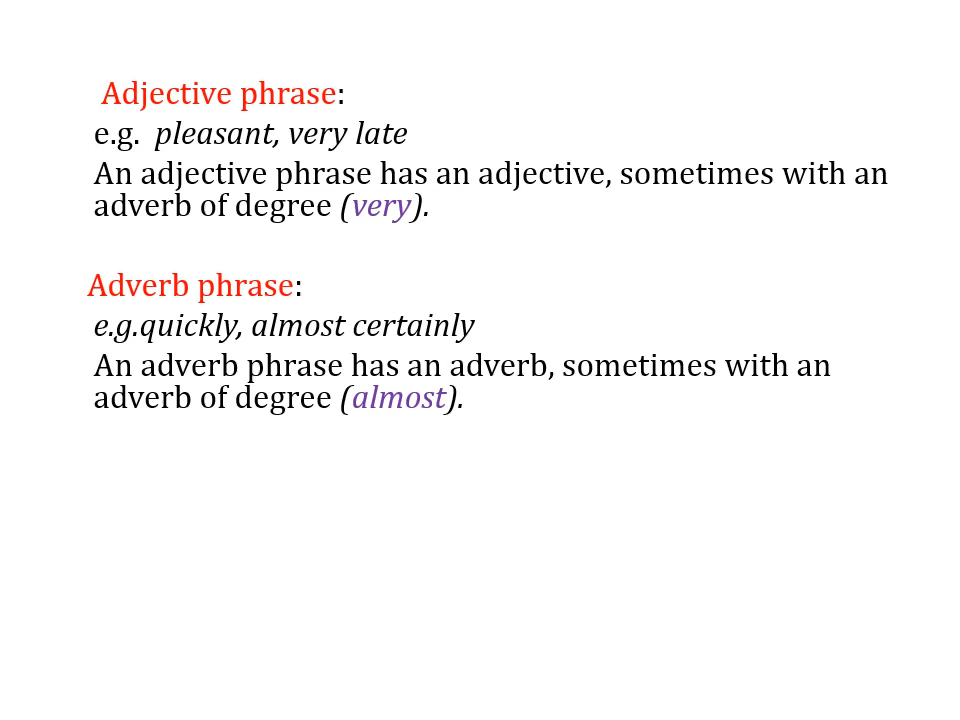 Adjective phrase:
e.g. pleasant, very late
An adjective phrase has an adjective, sometimes with an
adverb of degree (very).
Adverb phrase:
e.g.quickly, almost certainly
An adverb phrase has an adverb, sometimes with an
adverb of degree (almost).